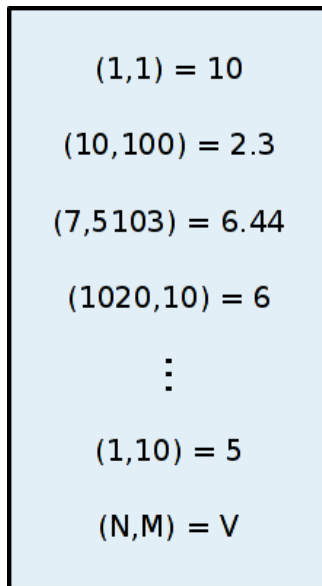 (1,1) = 10
(10,100) = 2.3
(7,5103) = 6.44
(1020,10) = 6
⋮
(1,10) = 5
(N,M) = V